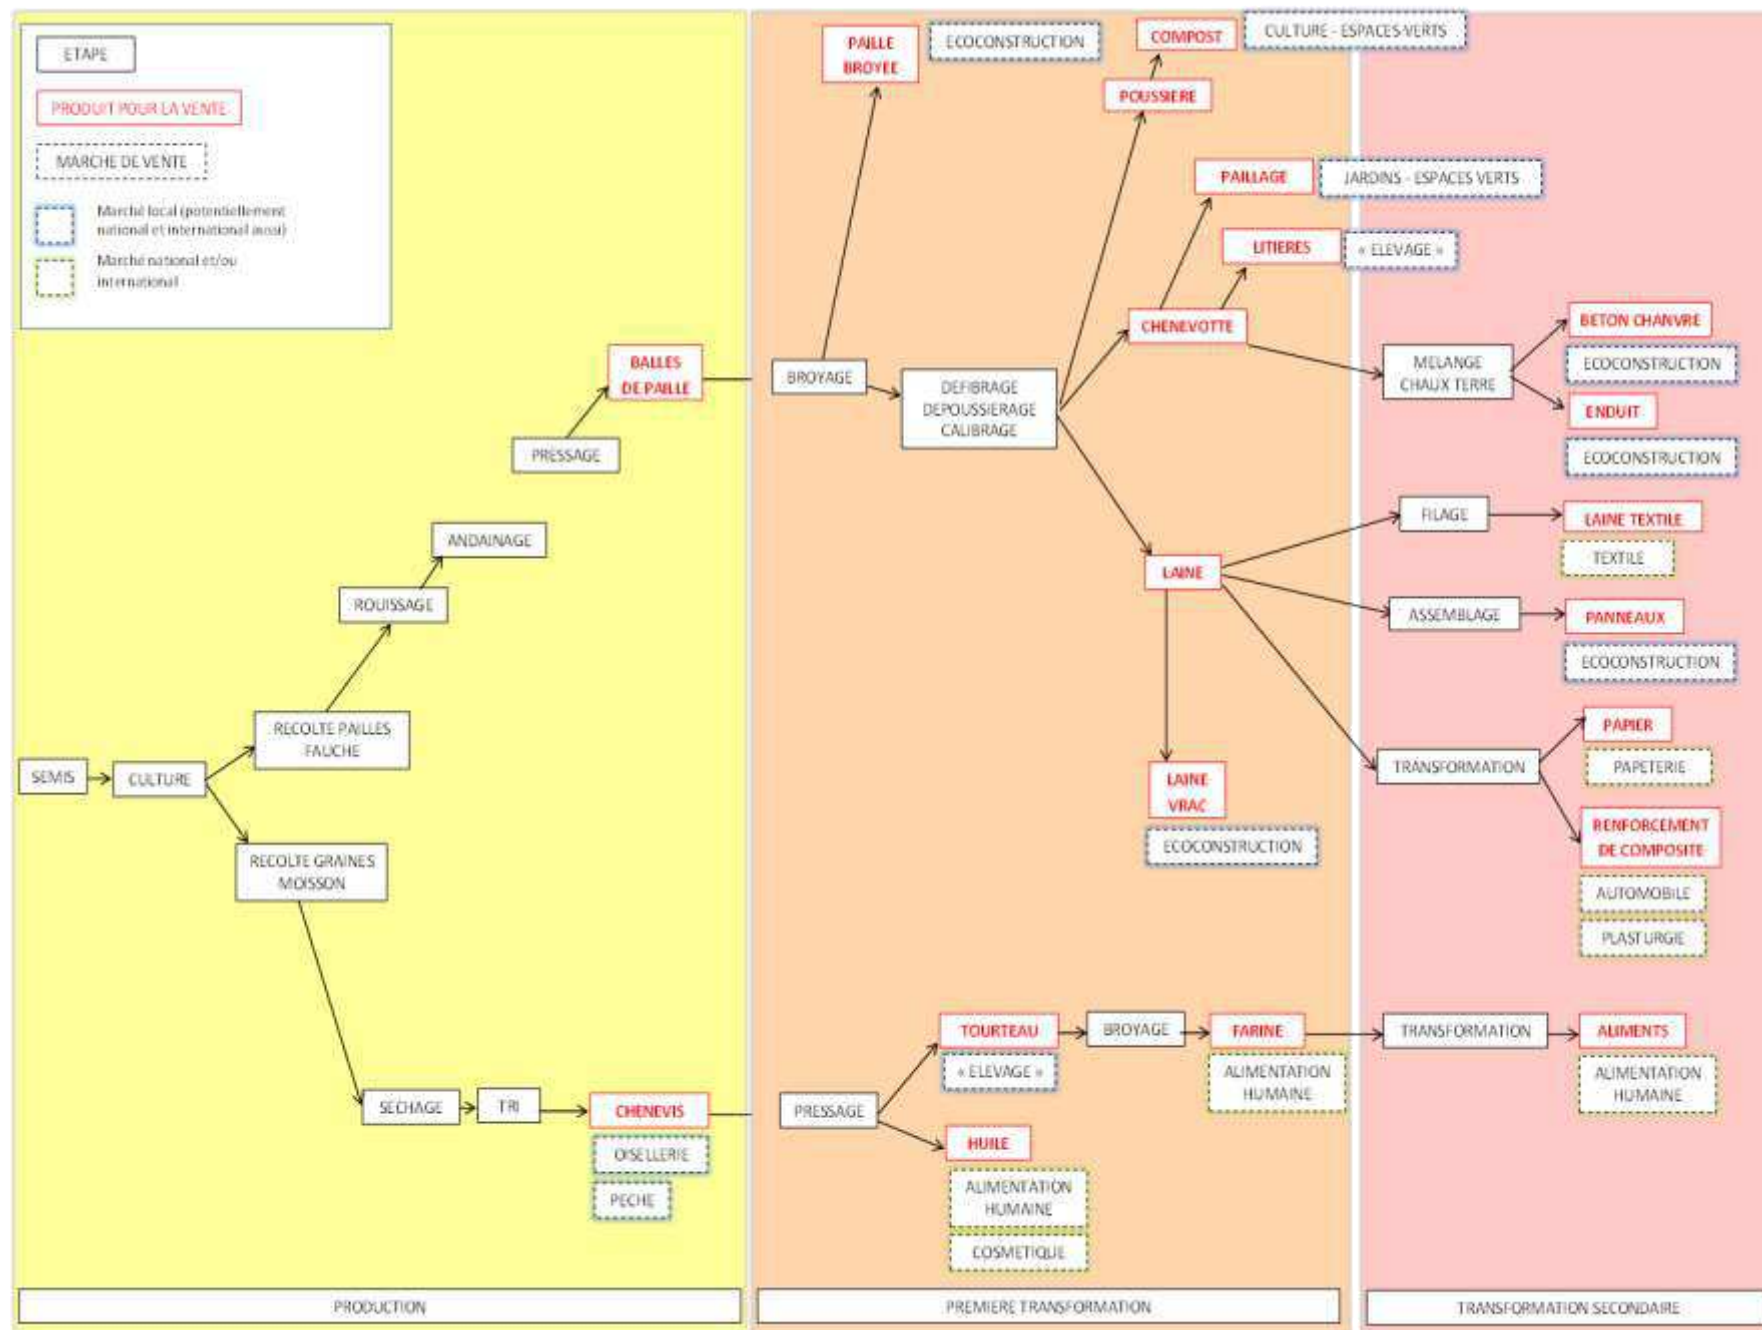 ETAPE
PRODUIT POUR LA VENTE
MARCHE DE VENTE
Marché local (potentiellement
national et international aussi)
Marché national et/ou
international
SEMIS
CULTURE
RECOLTE PAILLES
FAUCHE
ROUISSAGE
ANDAINAGE
PRESSAGE
BALLES
DE PAILLE
RECOLTE GRAINES
MOISSON
SECHAGE
TRI
CHENEVIS
OISELLERIE
PECHE
PRODUCTION
PAILLE
BROYEE
ECOCONSTRUCTION
COMPOST
CULTURE - ESPACES VERTS
POUSSIERE
PAILLAGE
JARDINS - ESPACES VERTS
LITIERES
« ELEVAGE »
CHENEVOTTE
BROYAGE
DEFIBRAGE
DEPOUSSIERAGE
CALIBRAGE
LAINE
LAINE
VRAC
ECOCONSTRUCTION
PRESSAGE
TOURTEAU
« ELEVAGE »
BROYAGE
FARINE
ALIMENTATION
HUMAINE
HUILE
ALIMENTATION
HUMAINE
COSMETIQUE
PREMIERE TRANSFORMATION
MELANGE
CHAUX TERRE
BETON CHANVRE
ECOCONSTRUCTION
ENDUIT
ECOCONSTRUCTION
FILAGE
LAINE TEXTILE
TEXTILE
ASSEMBLAGE
PANNEAUX
ECOCONSTRUCTION
TRANSFORMATION
PAPIER
PAPETERIE
RENFORCEMENT
DE COMPOSITE
AUTOMOBILE
PLASTURGIE
TRANSFORMATION
ALIMENTS
ALIMENTATION
HUMAINE
TRANSFORMATION SECONDAIRE